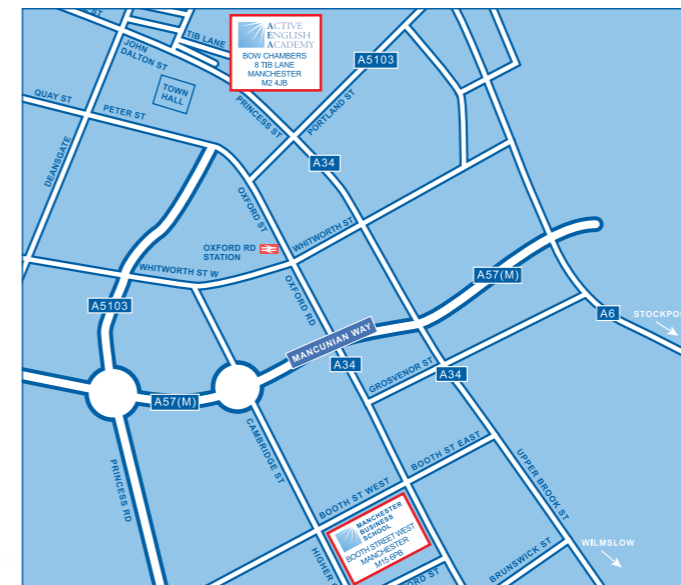 ACTIVE
ENGLISH
ACADEMY
BOW CHAMBERS
8 TIB LANE
MANCHESTER
M2 4JB
TIB LANE
JOHN
DALTON ST
A5103
TOWN
HALL
QUAY ST
PETER ST
PRINCESS ST
PORTLAND ST
DEANSGATE
A34
OXFORD ST
OXFORD RD
STATION
WHITWORTH ST
WHITWORTH ST W
OXFORD RD
A57(M)
A5103
A6
STOCKPOR
MANCUNIAN WAY
A34
GROSVENOR ST
A34
A57(M)
CAMBRIDGE ST
PRINCESS RD
BOOTH ST WEST
BOOTH ST EAST
UPPER BROOK ST
MANCHESTER
BUSINESS
SCHOOL
BOOTH STREET WEST
MANCHESTER
M15 6PB
HIGHER
WILMSLOW
BRUNSWICK ST